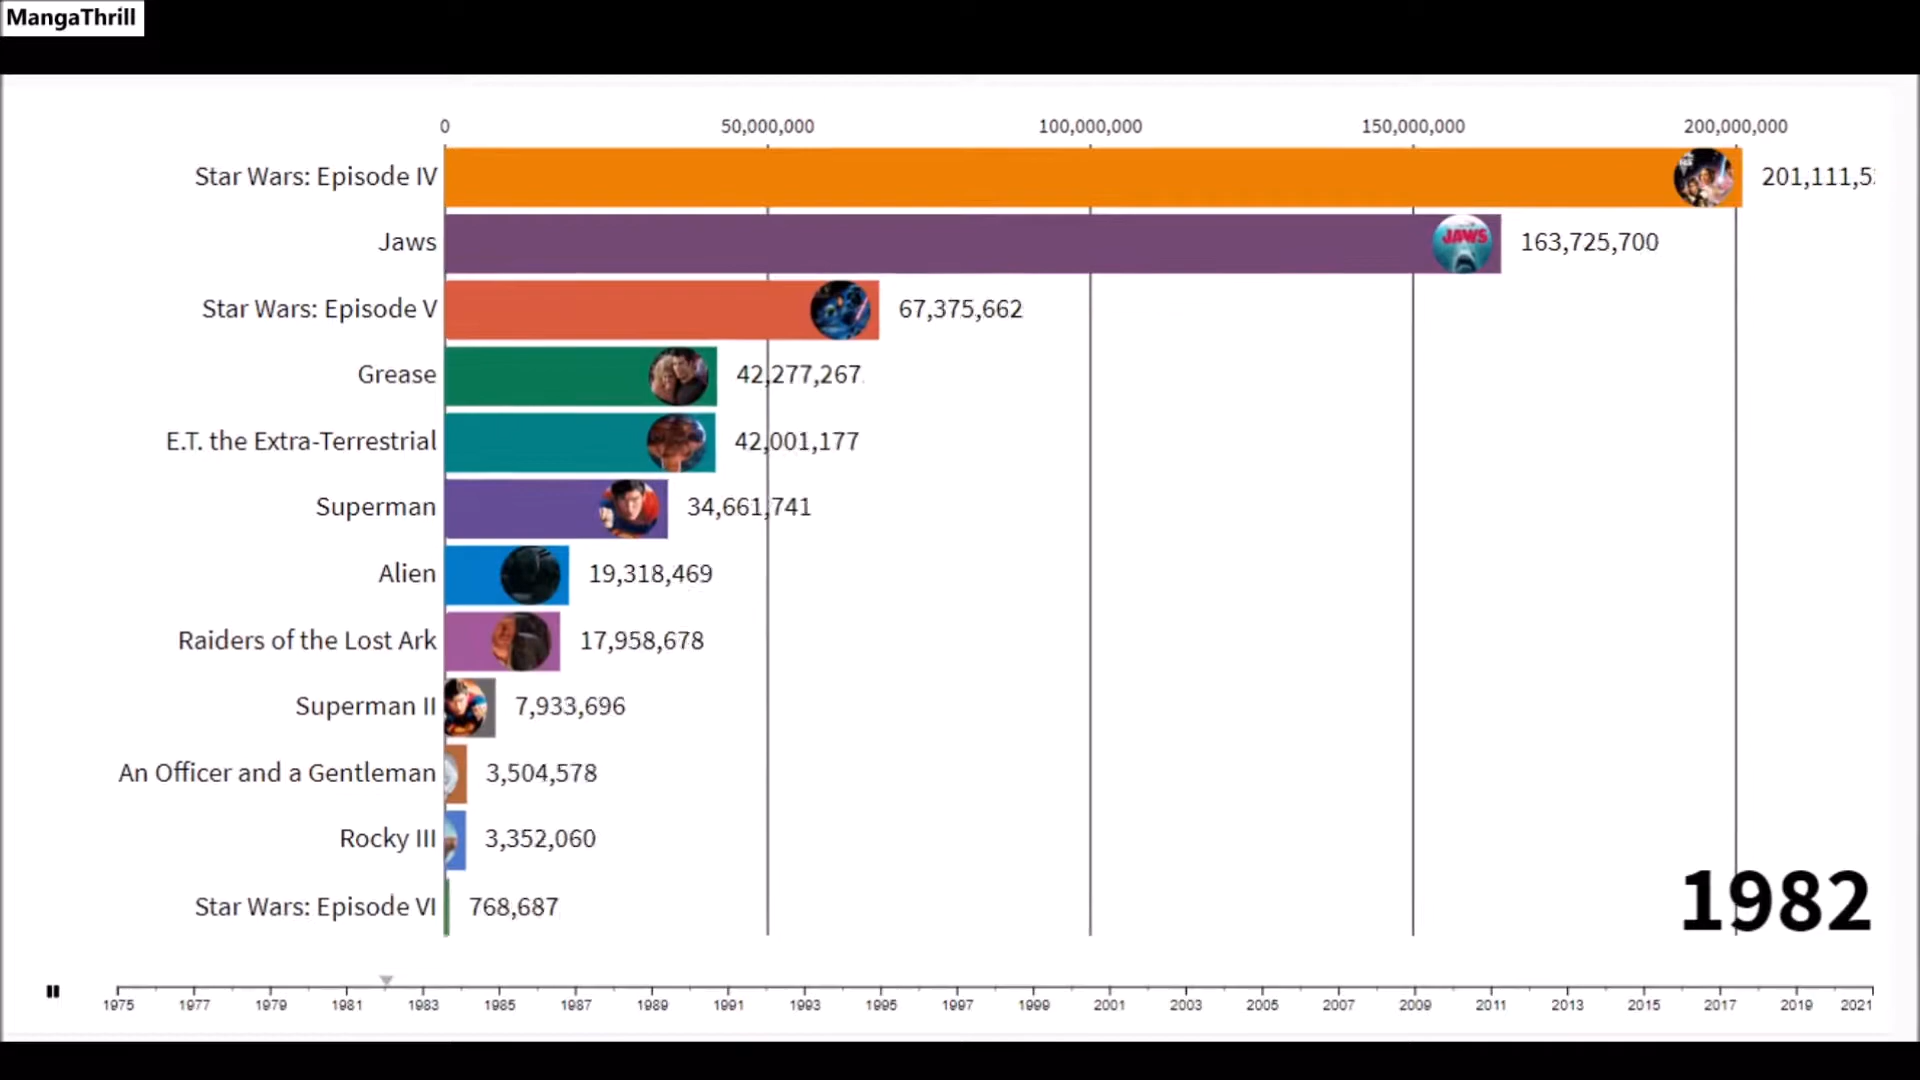 MangaThrill
0 50,000,000 100,000,000 150,000,000 200,000,000
Star Wars: Episode IV 201,111,5
Jaws JAWS 163,725,700
Star Wars: Episode V 67,375,662
Grease 42,277,267
E.T. the Extra-Terrestrial 42,001,177
Superman 34,661,741
Alien 19,318,469
Raiders of the Lost Ark 17,958,678
Superman II 7,933,696
An Officer and a Gentleman 3,504,578
Rocky III 3,352,060
Star Wars: Episode VI 768,687
1982
1975 1977 1979 1981 1983 1985 1987 1989 1991 1993 1995 1997 1999 2001 2003 2005 2007 2009 2011 2013 2015 2017 2019 2021